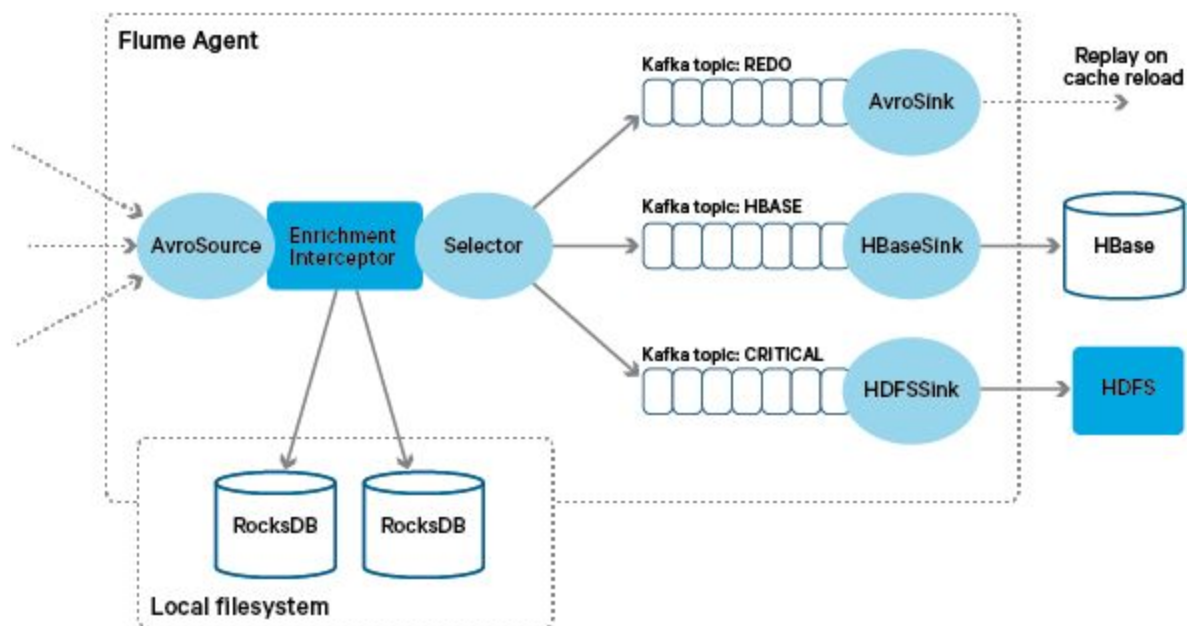 Flume Agent
Kafka topic: REDO
AvroSink
Replay on
cache reload
AvroSource
Enrichment
Interceptor
Selector
Kafka topic: HBASE
HBaseSink
HBase
Kafka topic: CRITICAL
HDFSSink
HDFS
RocksDB
RocksDB
Local filesystem